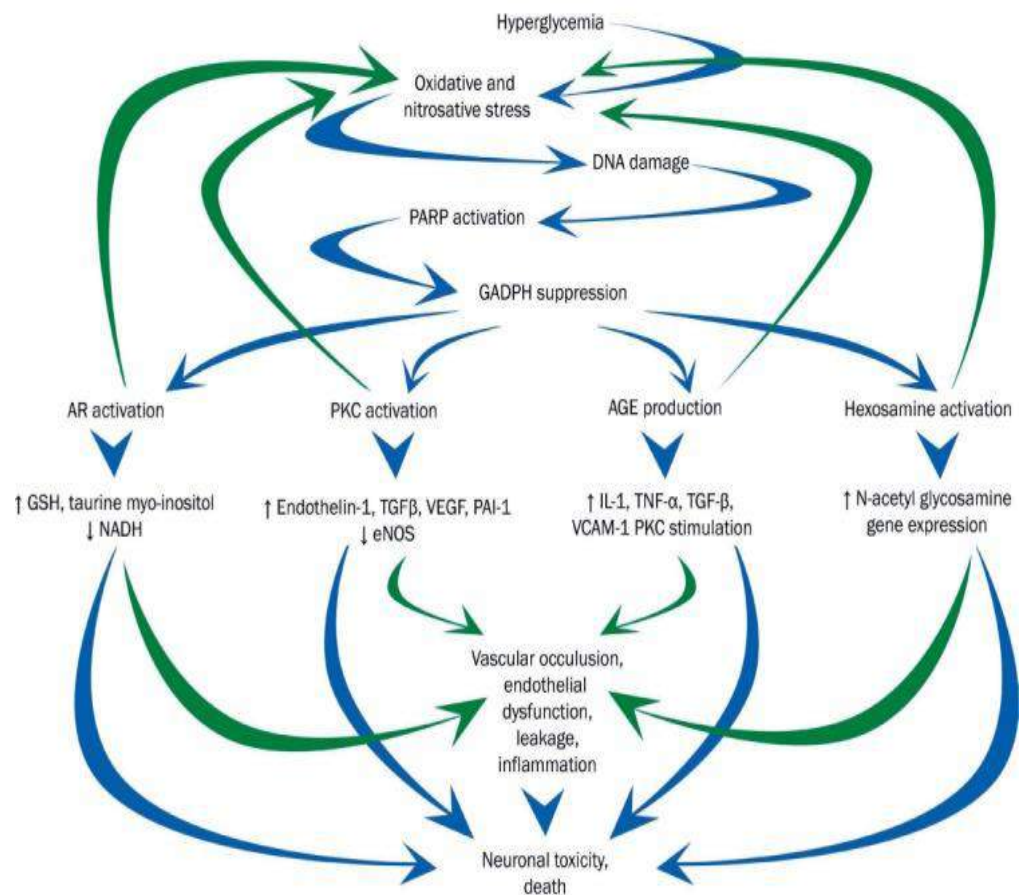 Hyperglycemia
Oxidative and
nitrosative stress
DNA damage
PARP activation
GADPH suppression
AR activation
PKC activation
AGE production
Hexosamine activation
↑ GSH, taurine myo-inositol
↓ NADH
↑ Endothelin-1, TGFβ, VEGF, PAI-1
↓ eNOS
↑ IL-1, TNF-α, TGF-β,
VCAM-1 PKC stimulation
↑ N-acetyl glycosamine
gene expression
Vascular occulusion,
endothelial
dysfunction,
leakage,
inflammation
Neuronal toxicity,
death